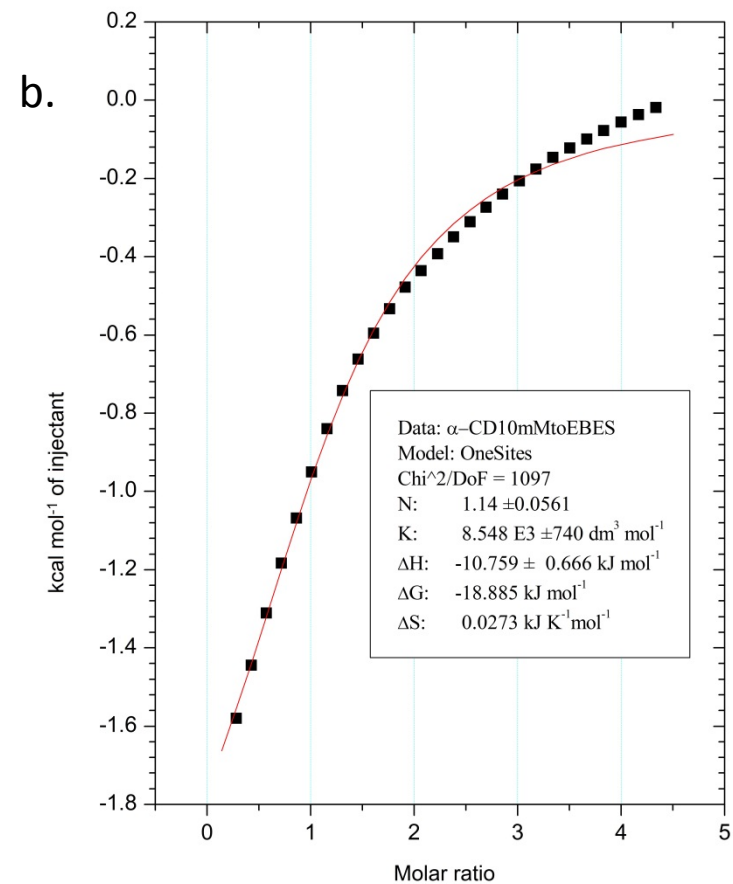 b.
0.2
0.0
-0.2
-0.4
-0.6
-0.8
-1.0
-1.2
-1.4
-1.6
-1.8
kcal mol⁻¹ of injectant
Data: α–CD10mMtoEBES
Model: OneSites
Chi^2/DoF = 1097
N: 1.14 ±0.0561
K: 8.548 E3 ±740 dm³ mol⁻¹
ΔH: -10.759 ± 0.666 kJ mol⁻¹
ΔG: -18.885 kJ mol⁻¹
ΔS: 0.0273 kJ K⁻¹mol⁻¹
0 1 2 3 4 5
Molar ratio